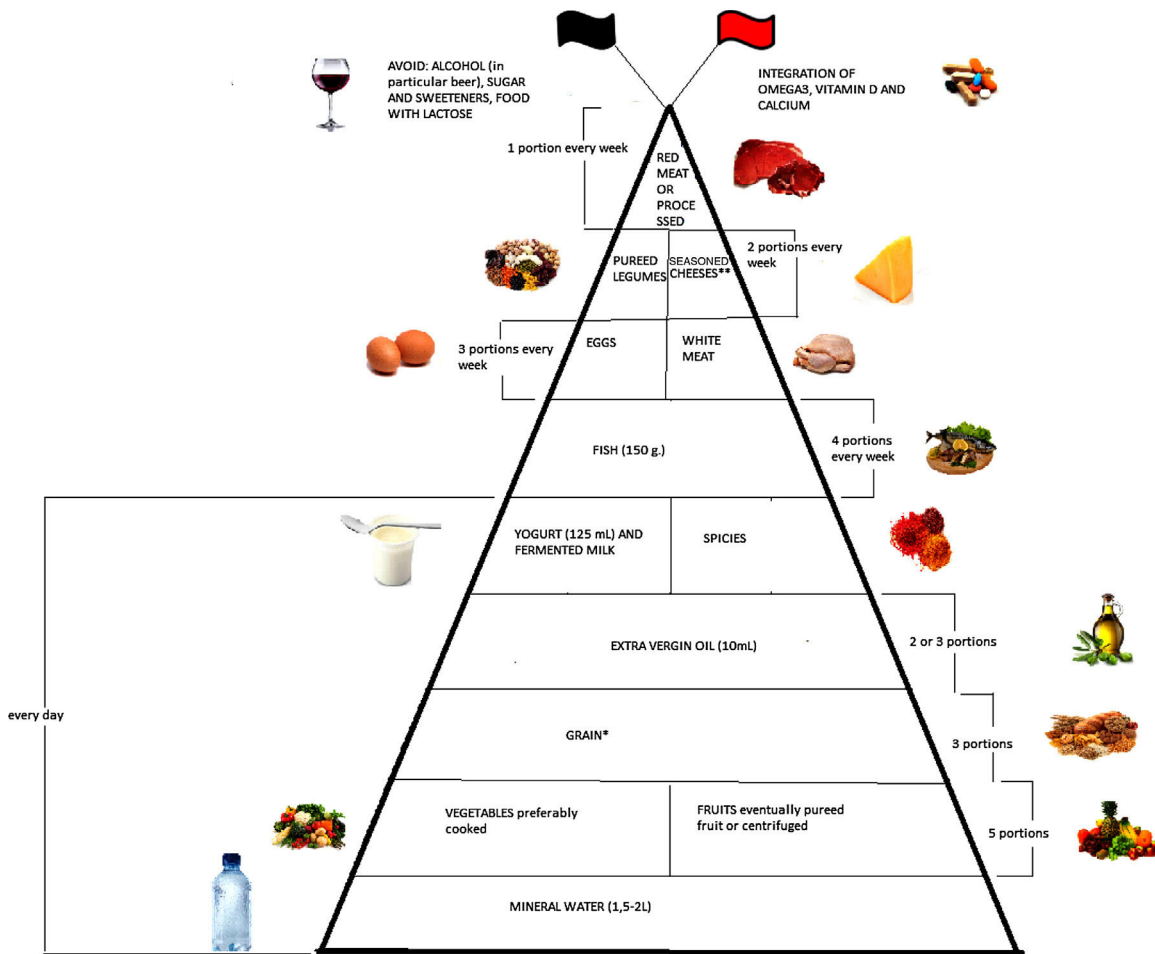 AVOID: ALCOHOL (in
particular beer), SUGAR
AND SWEETENERS, FOOD
WITH LACTOSE
INTEGRATION OF
OMEGA3, VITAMIN D AND
CALCIUM
1 portion every week
RED
MEAT
OR
PROCE
SSED
PUREED
LEGUMES
SEASONED
CHEESES**
2 portions every
week
3 portions every
week
EGGS
WHITE
MEAT
FISH (150 g.)
4 portions
every week
YOGURT (125 mL) AND
FERMENTED MILK
SPICIES
EXTRA VERGIN OIL (10mL)
2 or 3 portions
every day
GRAIN*
3 portions
VEGETABLES preferably
cooked
FRUITS eventually pureed
fruit or centrifuged
5 portions
MINERAL WATER (1,5-2L)